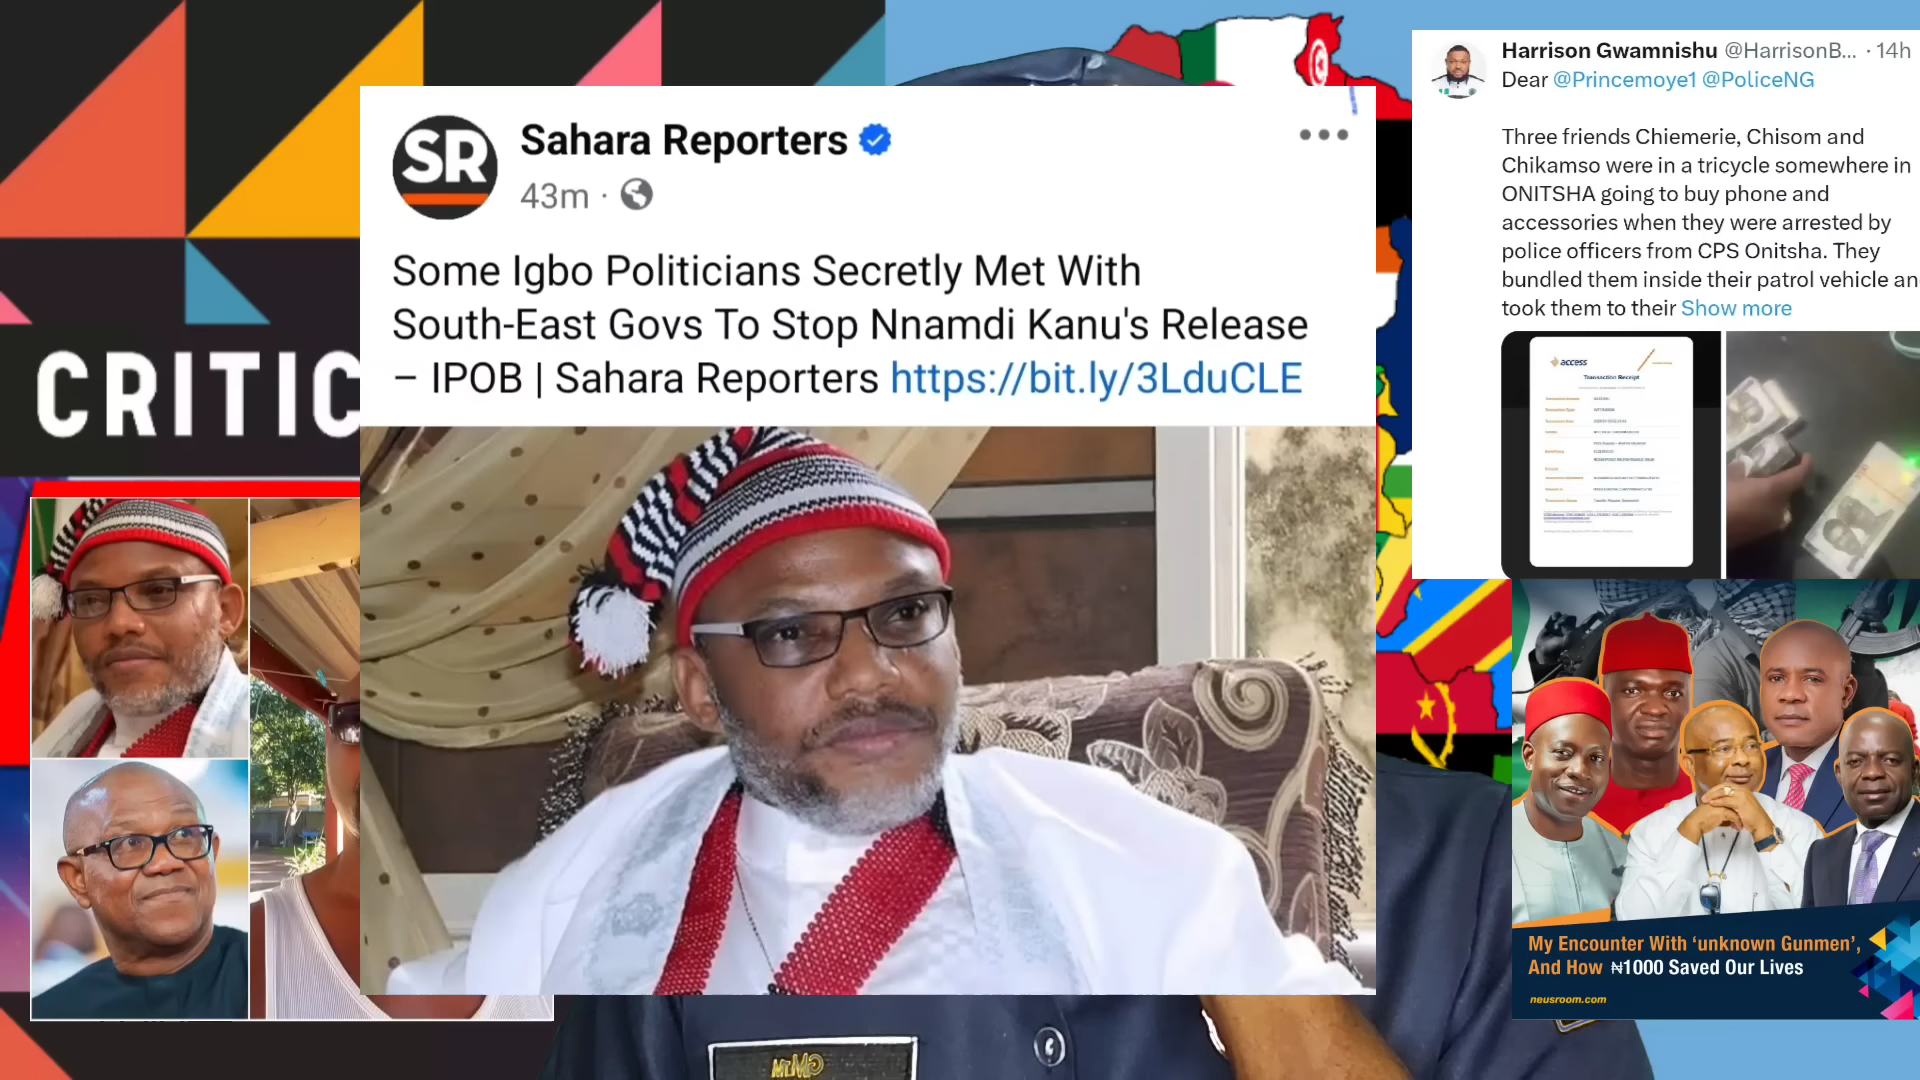 CRITIC
SR
Sahara Reporters
43m ·
Some Igbo Politicians Secretly Met With
South-East Govs To Stop Nnamdi Kanu's Release
– IPOB | Sahara Reporters https://bit.ly/3LduCLE
Harrison Gwamnishu @HarrisonB... · 14h
Dear @Princemoye1 @PoliceNG
Three friends Chiemerie, Chisom and
Chikamso were in a tricycle somewhere in
ONITSHA going to buy phone and
accessories when they were arrested by
police officers from CPS Onitsha. They
bundled them inside their patrol vehicle an
took them to their Show more
access
Transaction Receipt
My Encounter With ‘unknown Gunmen’,
And How ₦1000 Saved Our Lives
neusroom.com